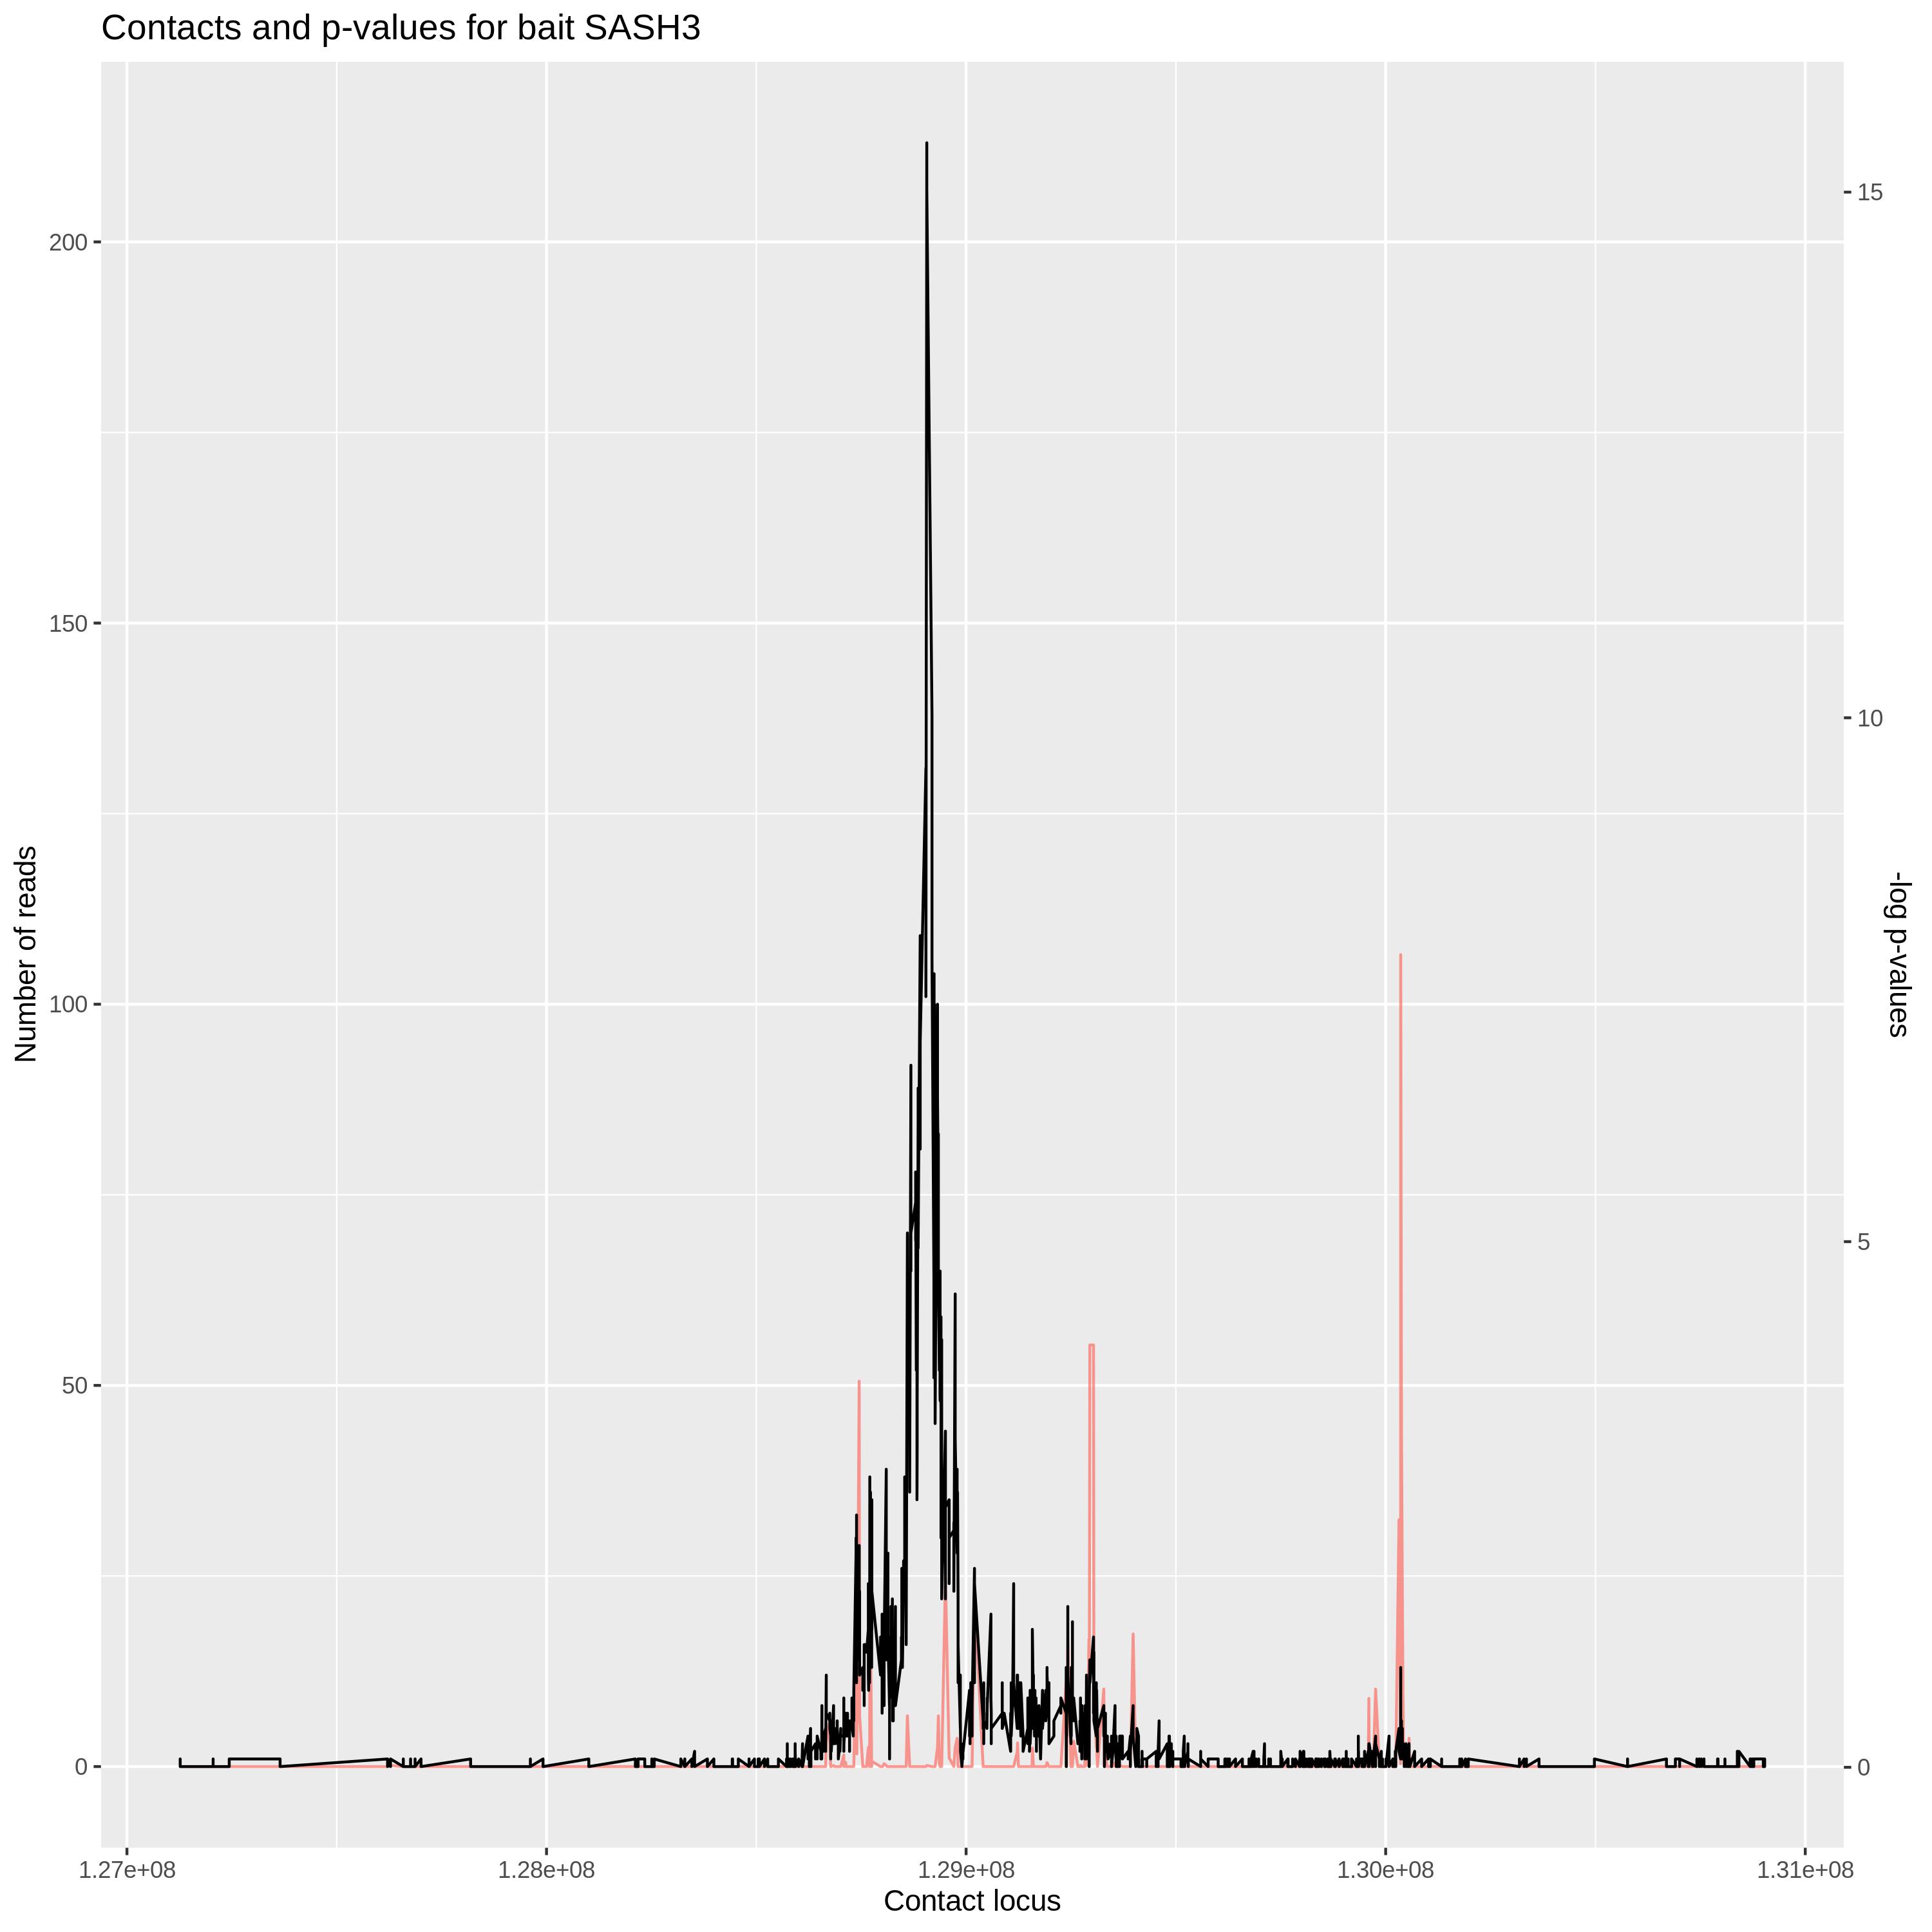 Contacts and p-values for bait SASH3
200
150
100
50
0
15
10
5
0
Number of reads
-log p-values
1.27e+08
1.28e+08
1.29e+08
1.30e+08
1.31e+08
Contact locus